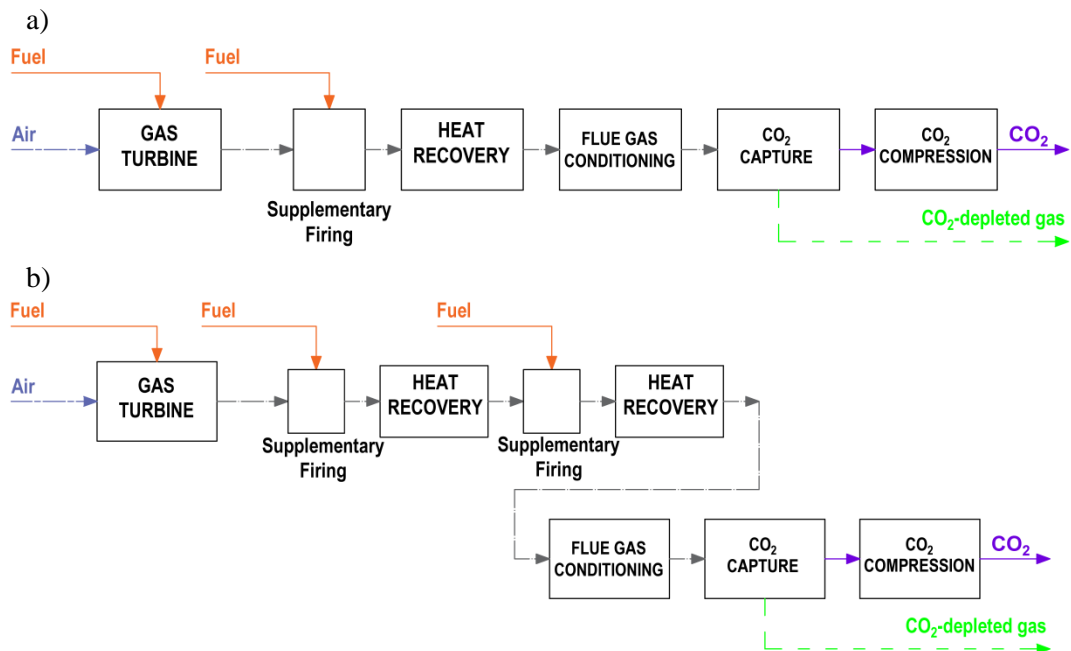 a)
Fuel
Fuel
Air
GAS
TURBINE
HEAT
RECOVERY
FLUE GAS
CONDITIONING
CO₂
CAPTURE
CO₂
COMPRESSION
CO₂
Supplementary
Firing
CO₂-depleted gas
b)
Fuel
Fuel
Fuel
Air
GAS
TURBINE
HEAT
RECOVERY
HEAT
RECOVERY
Supplementary
Firing
Supplementary
Firing
FLUE GAS
CONDITIONING
CO₂
CAPTURE
CO₂
COMPRESSION
CO₂
CO₂-depleted gas